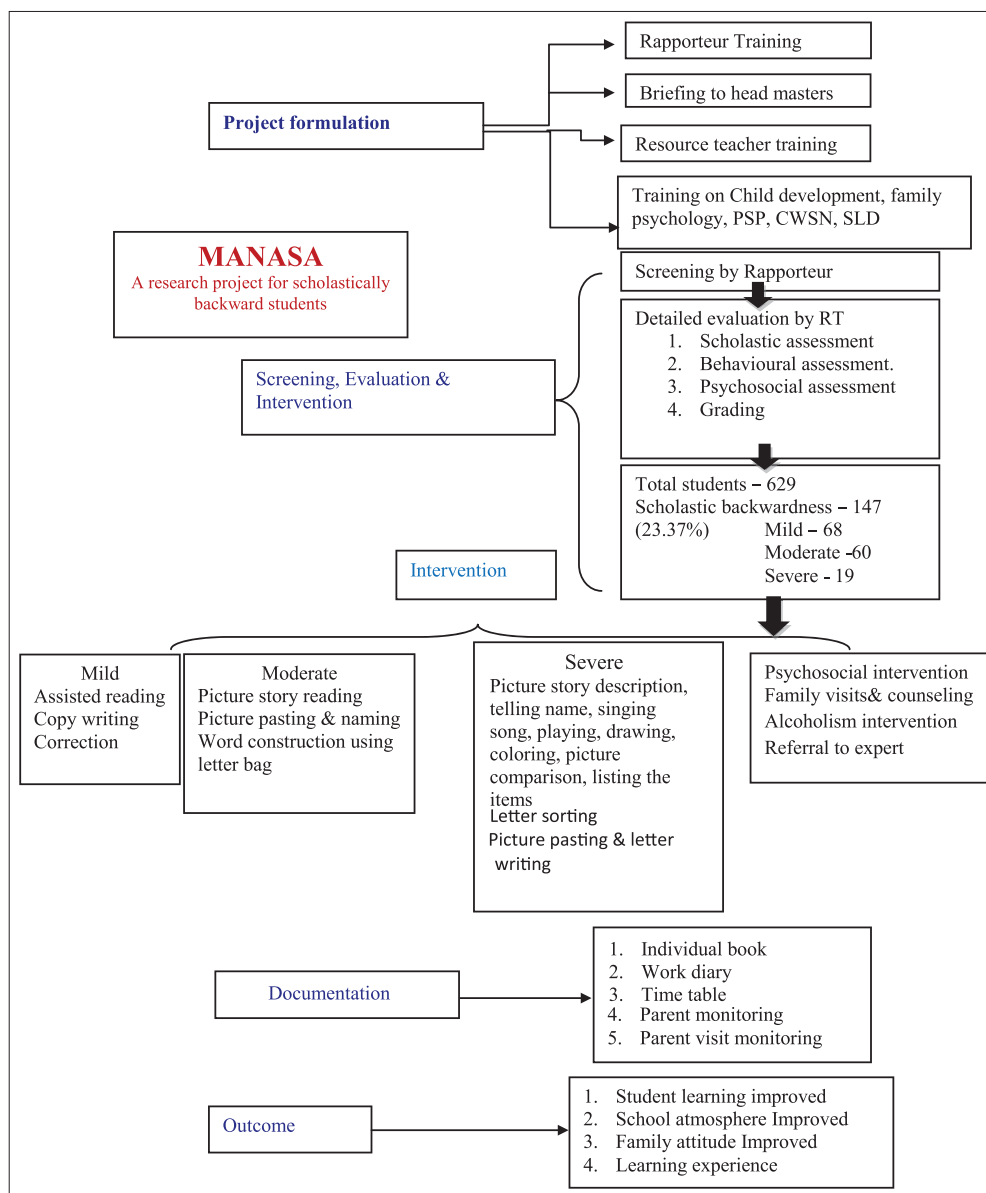 Rapporteur Training
Briefing to head masters
Project formulation
Resource teacher training
Training on Child development, family
psychology, PSP, CWSN, SLD
MANASA
A research project for scholastically
backward students
Screening by Rapporteur
Detailed evaluation by RT
1. Scholastic assessment
2. Behavioural assessment.
3. Psychosocial assessment
4. Grading
Screening, Evaluation &
Intervention
Total students – 629
Scholastic backwardness – 147
(23.37%) Mild – 68
Moderate -60
Severe - 19
Intervention
Mild
Assisted reading
Copy writing
Correction
Moderate
Picture story reading
Picture pasting & naming
Word construction using
letter bag
Severe
Picture story description,
telling name, singing
song, playing, drawing,
coloring, picture
comparison, listing the
items
Letter sorting
Picture pasting & letter
writing
Psychosocial intervention
Family visits& counseling
Alcoholism intervention
Referral to expert
Documentation
1. Individual book
2. Work diary
3. Time table
4. Parent monitoring
5. Parent visit monitoring
Outcome
1. Student learning improved
2. School atmosphere Improved
3. Family attitude Improved
4. Learning experience